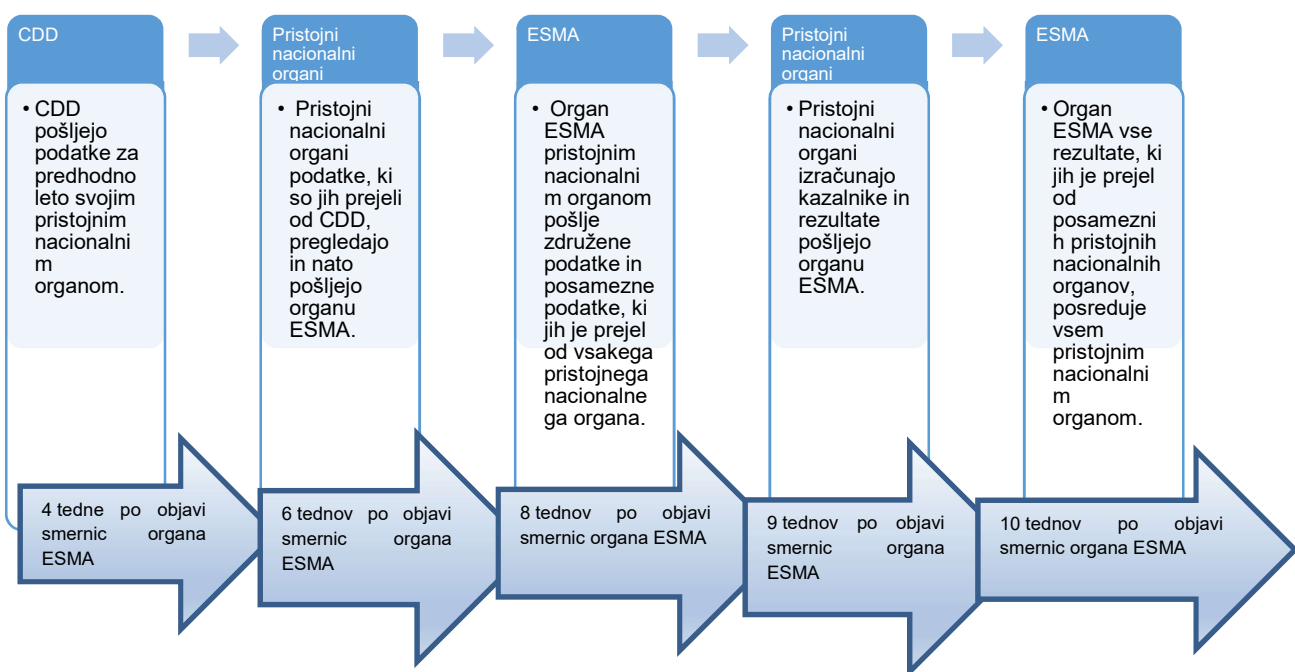 CDD
• CDD
pošljejo
podatke za
predhodno
leto svojim
pristojnim
nacionalni
m
organom.
4 tedne po objavi
smernic organa
ESMA
Pristojni
nacionalni
organi
• Pristojni
nacionalni
organi
podatke, ki
so jih prejeli
od CDD,
pregledajo
in nato
pošljejo
organu
ESMA.
6 tednov po objavi
smernic organa
ESMA
ESMA
• Organ
ESMA
pristojnim
nacionalni
m organom
pošlje
združene
podatke in
posamezne
podatke, ki
jih je prejel
od vsakega
pristojnega
nacionalne
ga organa.
8 tednov po objavi
smernic organa ESMA
Pristojni
nacionalni
organi
• Pristojni
nacionalni
organi
izračunajo
kazalnike in
rezultate
pošljejo
organu
ESMA.
9 tednov po objavi
smernic organa
ESMA
ESMA
• Organ
ESMA vse
rezultate, ki
jih je prejel
od
posamezni
h pristojnih
nacionalnih
organov,
posreduje
vsem
pristojnim
nacionalni
m
organom.
10 tednov po objavi
smernic organa ESMA